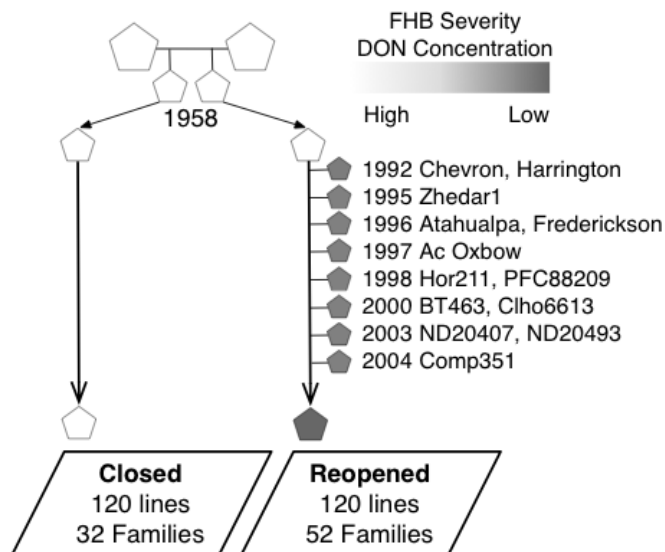 FHB Severity
DON Concentration
High Low
1958
1992 Chevron, Harrington
1995 Zhedar1
1996 Atahualpa, Frederickson
1997 Ac Oxbow
1998 Hor211, PFC88209
2000 BT463, Clho6613
2003 ND20407, ND20493
2004 Comp351
Closed
120 lines
32 Families
Reopened
120 lines
52 Families